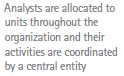 Analysts are allocated to
units throughout the
organization and their
activities are coordinated
by a central entity